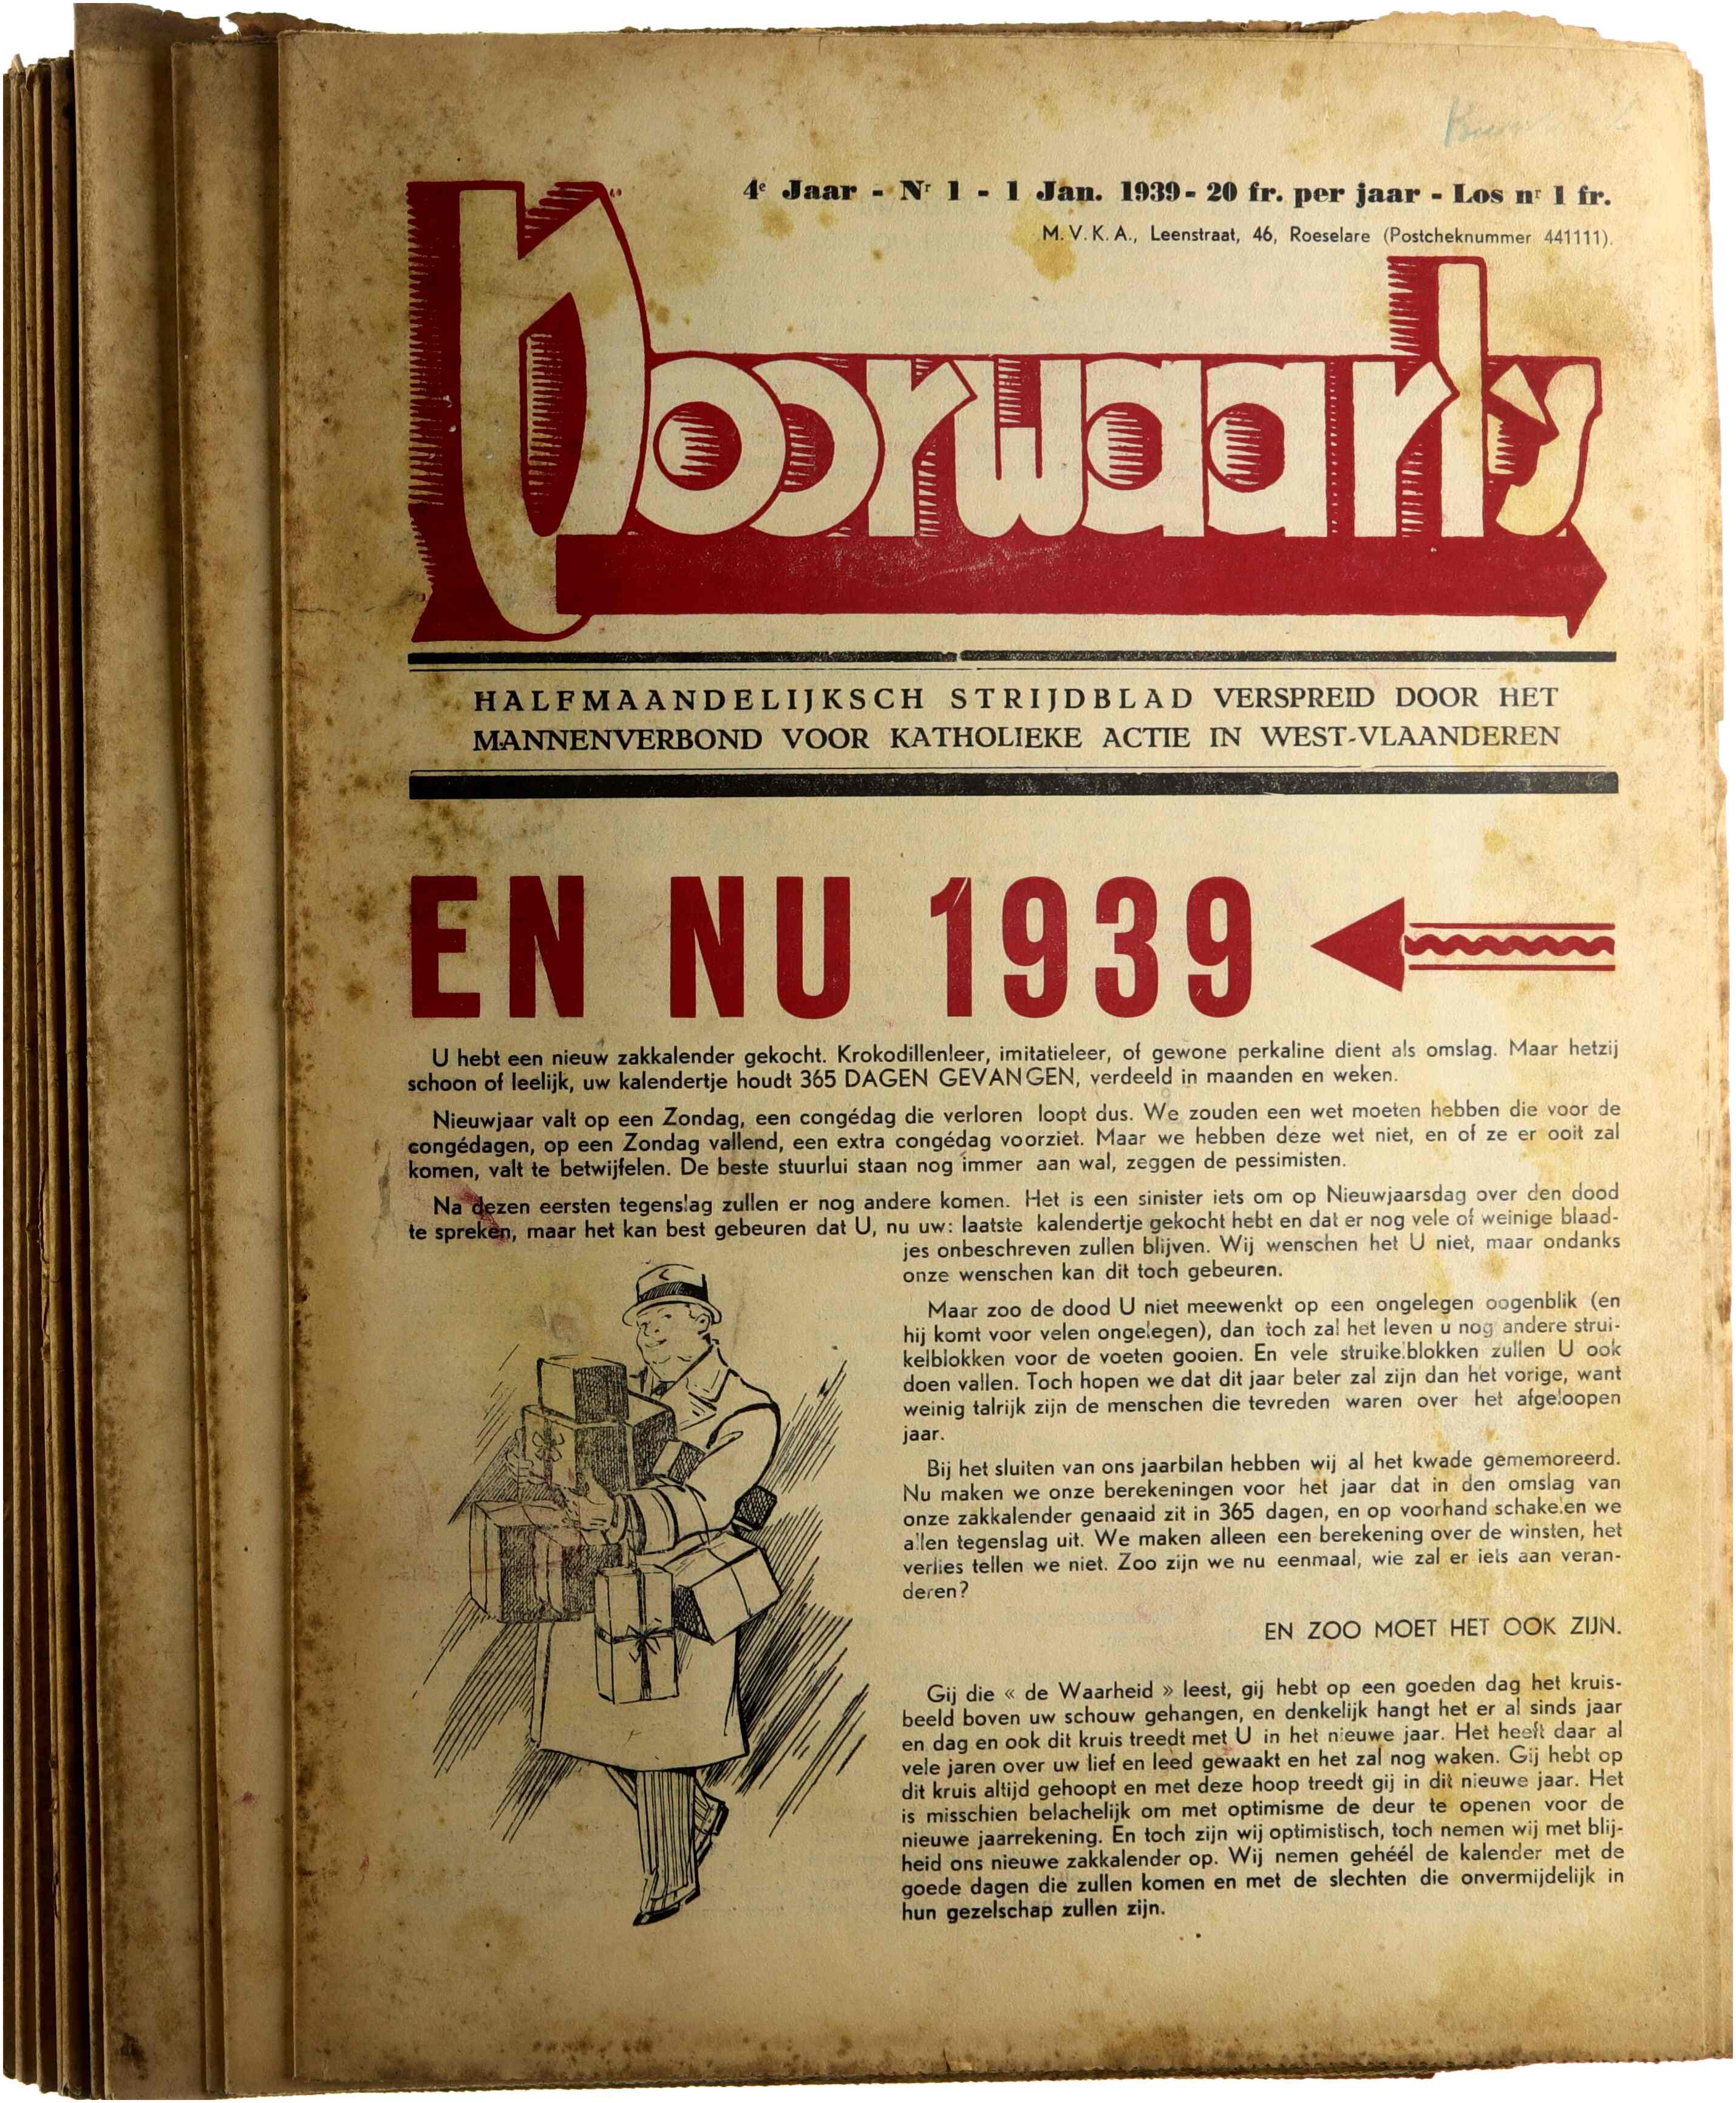 4e Jaar - Nr 1 - 1 Jan. 1939 - 20 fr. per jaar - Los nr 1 fr.
M. V. K. A., Leenstraat, 46, Roeselare (Postcheknummer 441111).
Doorwaarts
HALFMAANDELIJKSCH STRIJDBLAD VERSPREID DOOR HET
MANNENVERBOND VOOR KATHOLIEKE ACTIE IN WEST-VLAANDEREN
EN NU 1939
U hebt een nieuw zakkalender gekocht. Krokodillenleer, imitatieleer, of gewone perkaline dient als omslag. Maar hetzij
schoon of leelijk, uw kalendertje houdt 365 DAGEN GEVANGEN, verdeeld in maanden en weken.
Nieuwjaar valt op een Zondag, een congédag die verloren loopt dus. We zouden een wet moeten hebben die voor de
congédagen, op een Zondag vallend, een extra congédag voorziet. Maar we hebben deze wet niet, en of ze er ooit zal
komen, valt te betwijfelen. De beste stuurlui staan nog immer aan wal, zeggen de pessimisten.
Na dezen eersten tegenslag zullen er nog andere komen. Het is een sinister iets om op Nieuwjaarsdag over den dood
te spreken, maar het kan best gebeuren dat U, nu uw: laatste kalendertje gekocht hebt en dat er nog vele of weinige blaad-
jes onbeschreven zullen blijven. Wij wenschen het U niet, maar ondanks
onze wenschen kan dit toch gebeuren.
Maar zoo de dood U niet meewenkt op een ongelegen oogenblik (en
hij komt voor velen ongelegen), dan toch zal het leven u nog andere strui-
kelblokken voor de voeten gooien. En vele struikelblokken zullen U ook
doen vallen. Toch hopen we dat dit jaar beter zal zijn dan het vorige, want
weinig talrijk zijn de menschen die tevreden waren over het afgeloopen
jaar.
Bij het sluiten van ons jaarbilan hebben wij al het kwade gememoreerd.
Nu maken we onze berekeningen voor het jaar dat in den omslag van
onze zakkalender genaaid zit in 365 dagen, en op voorhand schakelen we
allen tegenslag uit. We maken alleen een berekening over de winsten, het
verlies tellen we niet. Zoo zijn we nu eenmaal, wie zal er iets aan veran-
deren?
EN ZOO MOET HET OOK ZIJN.
Gij die « de Waarheid » leest, gij hebt op een goeden dag het kruis-
beeld boven uw schouw gehangen, en denkelijk hangt het er al sinds jaar
en dag en ook dit kruis treedt met U in het nieuwe jaar. Het heeft daar al
vele jaren over uw lief en leed gewaakt en het zal nog waken. Gij hebt op
dit kruis altijd gehoopt en met deze hoop treedt gij in dit nieuwe jaar. Het
is misschien belachelijk om met optimisme de deur te openen voor de
nieuwe jaarrekening. En toch zijn wij optimistisch, toch nemen wij met blij-
heid ons nieuwe zakkalender op. Wij nemen gehéél de kalender met de
goede dagen die zullen komen en met de slechten die onvermijdelijk in
hun gezelschap zullen zijn.